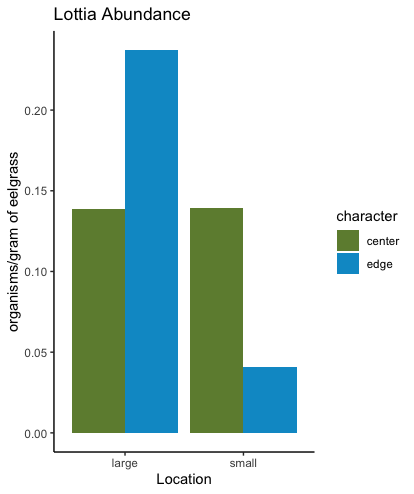 Lottia Abundance
organisms/gram of eelgrass
0.20
0.15
0.10
0.05
0.00
large
small
Location
character
center
edge